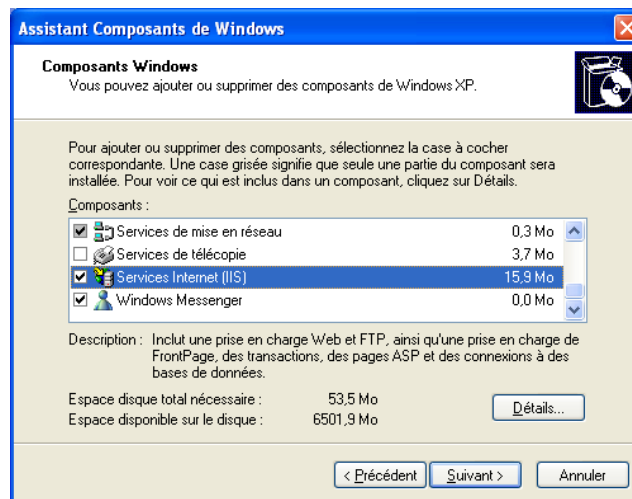 Assistant Composants de Windows
Composants Windows
Vous pouvez ajouter ou supprimer des composants de Windows XP.
Pour ajouter ou supprimer des composants, sélectionnez la case à cocher
correspondante. Une case grisée signifie que seule une partie du composant sera
installée. Pour voir ce qui est inclus dans un composant, cliquez sur Détails.
Composants :
Services de mise en réseau 0,3 Mo
Services de télécopie 3,7 Mo
Services Internet (IIS) 15,9 Mo
Windows Messenger 0,0 Mo
Description : Inclut une prise en charge Web et FTP, ainsi qu'une prise en charge de
FrontPage, des transactions, des pages ASP et des connexions à des
bases de données.
Espace disque total nécessaire : 53,5 Mo
Espace disponible sur le disque : 6501,9 Mo
Détails...
< Précédent Suivant > Annuler